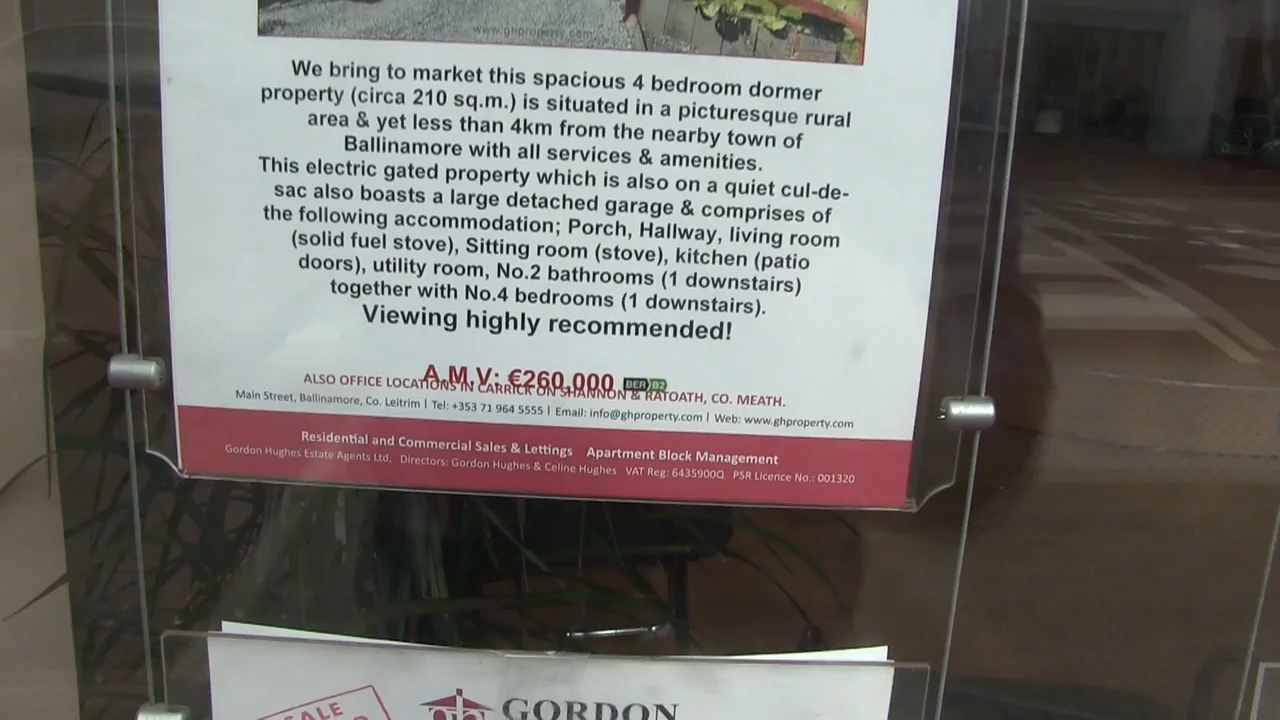 www.ghproperty.com
We bring to market this spacious 4 bedroom dormer
property (circa 210 sq.m.) is situated in a picturesque rural
area & yet less than 4km from the nearby town of
Ballinamore with all services & amenities.
This electric gated property which is also on a quiet cul-de-
sac also boasts a large detached garage & comprises of
the following accommodation; Porch, Hallway, living room
(solid fuel stove), Sitting room (stove), kitchen (patio
doors), utility room, No.2 bathrooms (1 downstairs)
together with No.4 bedrooms (1 downstairs).
Viewing highly recommended!
A.M.V: €260,000 BER B2
ALSO OFFICE LOCATIONS IN CARRICK ON SHANNON & RATOATH, CO. MEATH.
Main Street, Ballinamore, Co. Leitrim | Tel: +353 71 964 5555 | Email: info@ghproperty.com | Web: www.ghproperty.com
Residential and Commercial Sales & Lettings Apartment Block Management
Gordon Hughes Estate Agents Ltd. Directors: Gordon Hughes & Celine Hughes VAT Reg: 6435900Q PSR Licence No.: 001320
SALE
GORDON